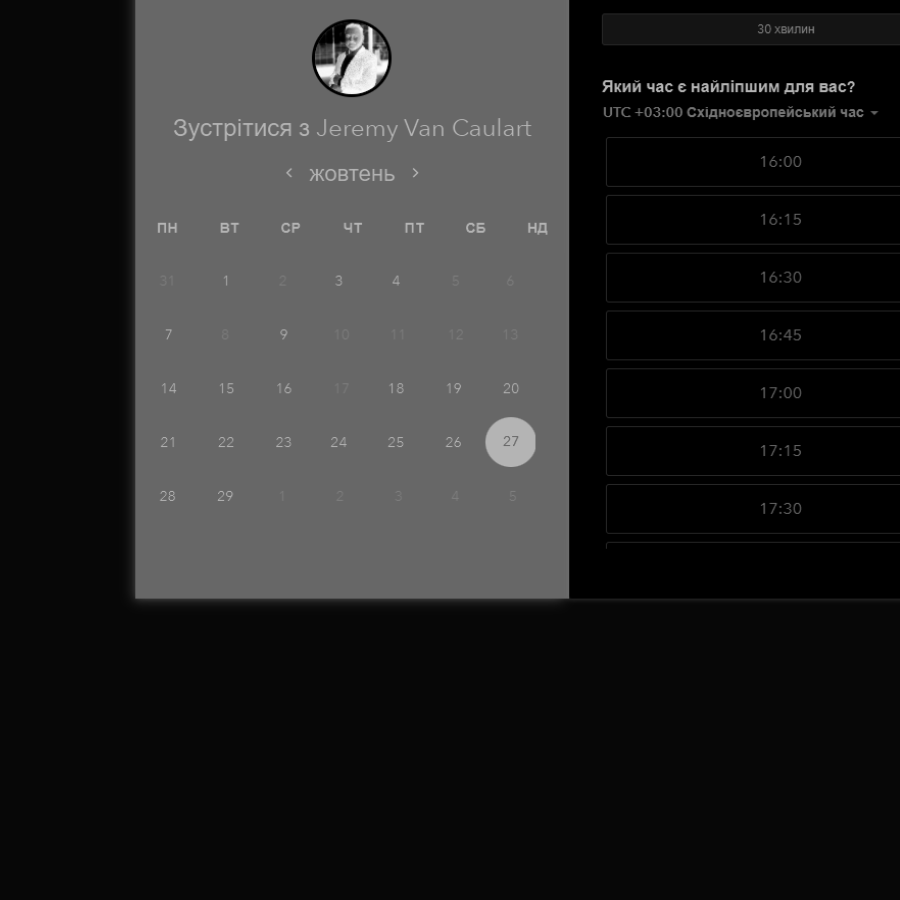 Зустрітися з Jeremy Van Caulart
жовтень
ПН ВТ СР ЧТ ПТ СБ НД
31 1 2 3 4 5 6
7 8 9 10 11 12 13
14 15 16 17 18 19 20
21 22 23 24 25 26 27
28 29 1 2 3 4 5
30 хвилин
Який час є найліпшим для вас?
UTC +03:00 Східноєвропейський час
16:00
16:15
16:30
16:45
17:00
17:15
17:30